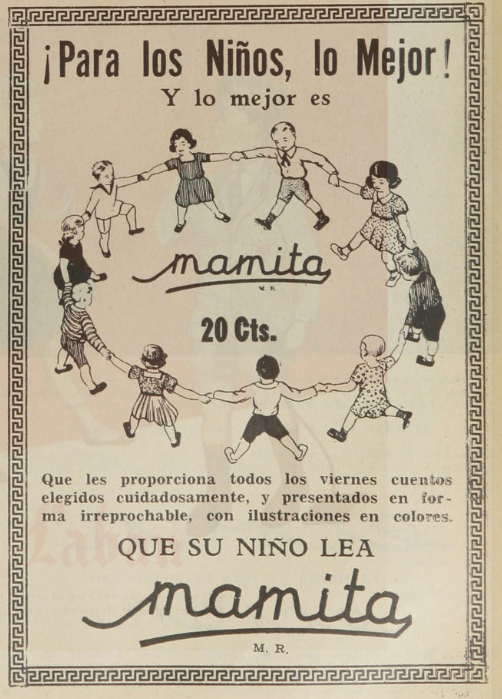 ¡Para los Niños, lo Mejor!
Y lo mejor es
mamita
M. R.
20 Cts.
Que les proporciona todos los viernes cuentos
elegidos cuidadosamente, y presentados en for-
ma irreprochable, con ilustraciones en colores.
QUE SU NIÑO LEA
mamita
M. R.